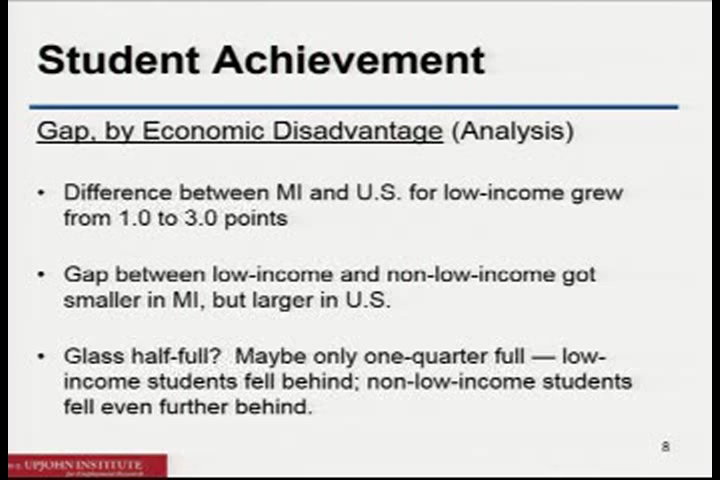 Student Achievement
Gap, by Economic Disadvantage (Analysis)
• Difference between MI and U.S. for low-income grew
from 1.0 to 3.0 points
• Gap between low-income and non-low-income got
smaller in MI, but larger in U.S.
• Glass half-full? Maybe only one-quarter full — low-
income students fell behind; non-low-income students
fell even further behind.
8
UPJOHN INSTITUTE
for Employment Research